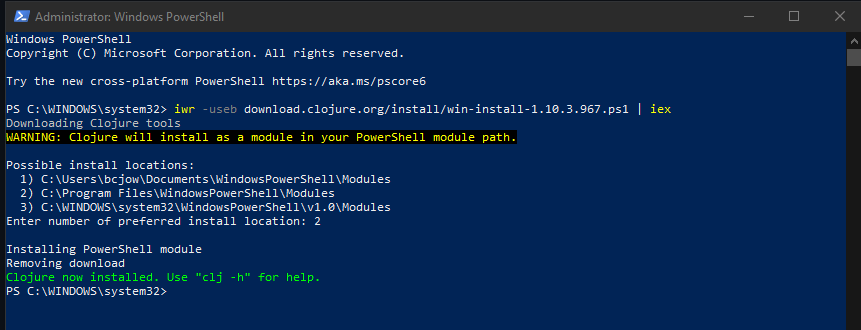 Administrator: Windows PowerShell
Windows PowerShell
Copyright (C) Microsoft Corporation. All rights reserved.
Try the new cross-platform PowerShell https://aka.ms/pscore6
PS C:\WINDOWS\system32> iwr -useb download.clojure.org/install/win-install-1.10.3.967.ps1 | iex
Downloading Clojure tools
WARNING: Clojure will install as a module in your PowerShell module path.
Possible install locations:
1) C:\Users\bcjow\Documents\WindowsPowerShell\Modules
2) C:\Program Files\WindowsPowerShell\Modules
3) C:\WINDOWS\system32\WindowsPowerShell\v1.0\Modules
Enter number of preferred install location: 2
Installing PowerShell module
Removing download
Clojure now installed. Use "clj -h" for help.
PS C:\WINDOWS\system32>